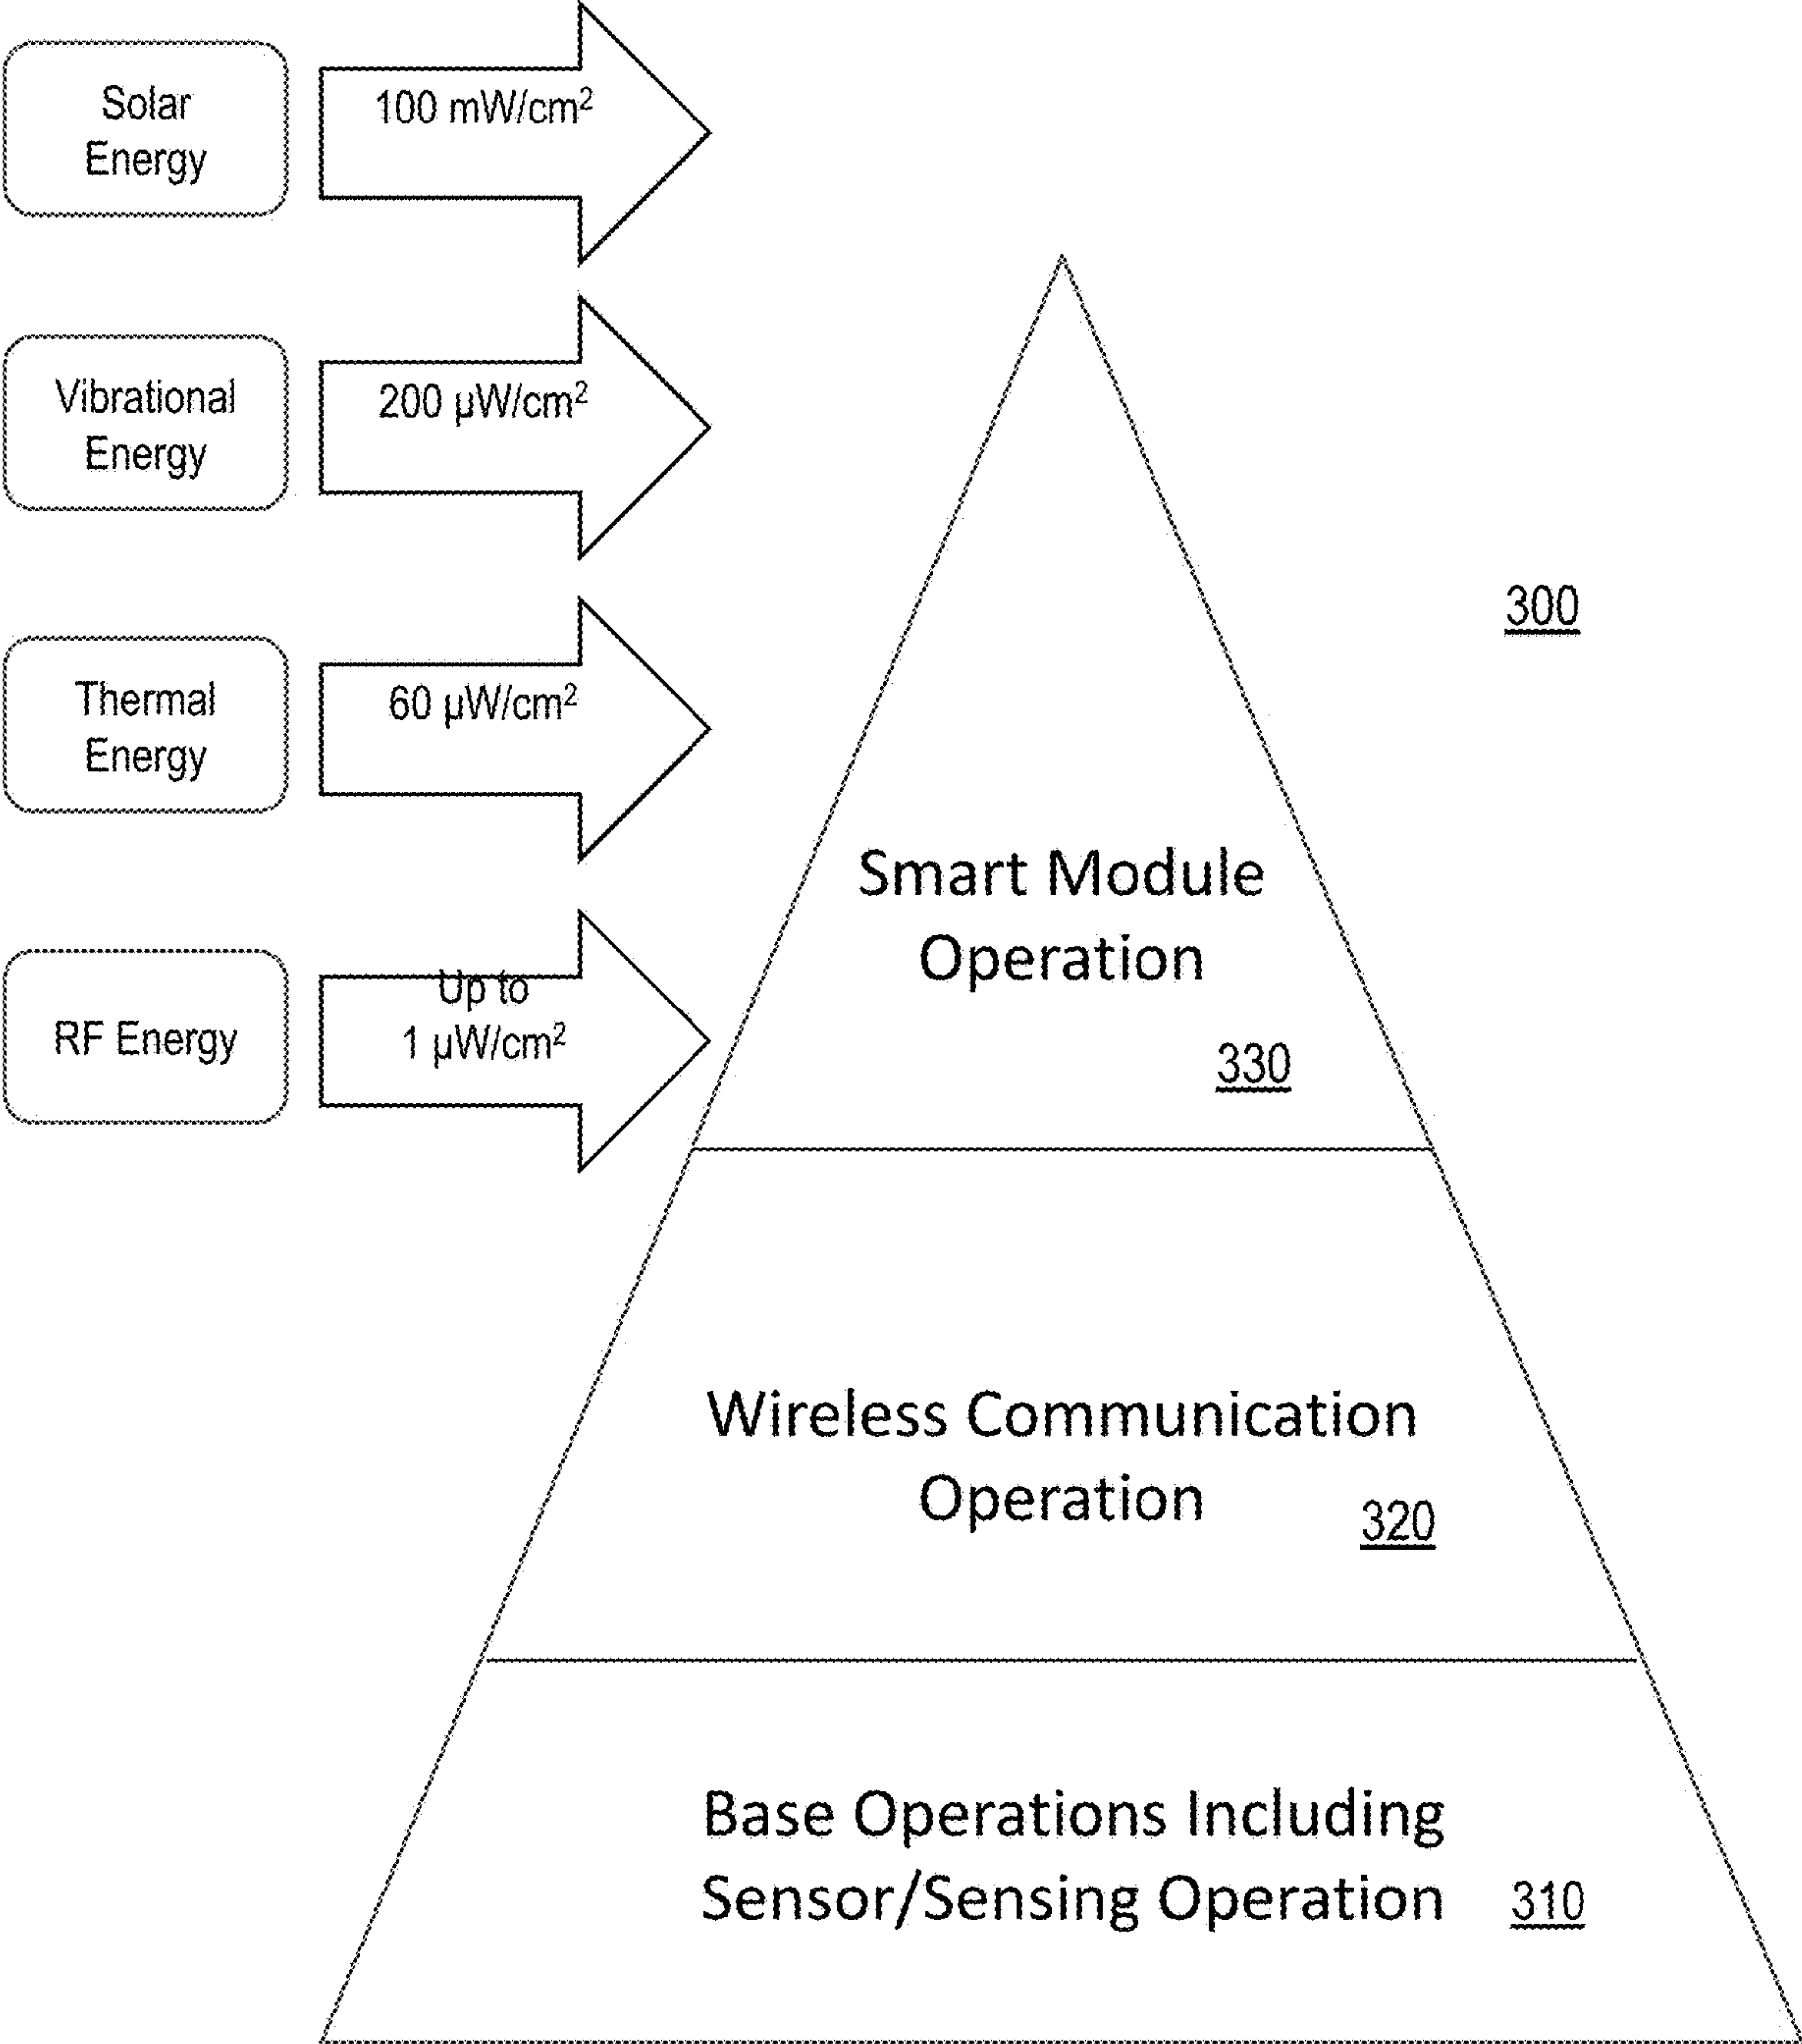 Solar
Energy
100 mW/cm²
Vibrational
Energy
200 µW/cm²
300
Thermal
Energy
60 µW/cm²
Smart Module
Operation
RF Energy
Up to
1 µW/cm²
330
Wireless Communication
Operation
320
Base Operations Including
Sensor/Sensing Operation
310